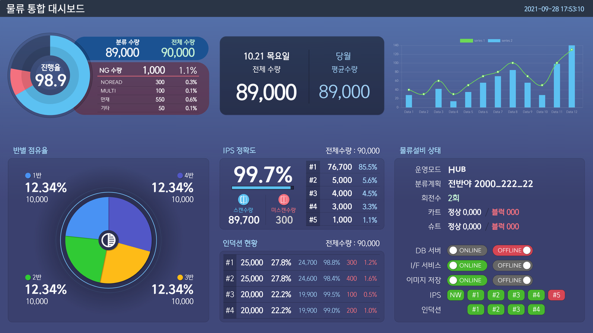 물류 통합 대시보드
2021-09-28 17:53:10
진행율
98.9
분류 수량 전체 수량
89,000 90,000
NG 수량 1,000 1.1%
NOREAD 300 0.3%
MULTI 100 0.1%
만재 550 0.6%
기타 50 0.1%
10.21 목요일
전체 수량
89,000
당월
평균수량
89,000
반별 점유율
1반
12.34%
10,000
4반
12.34%
10,000
2반
12.34%
10,000
3반
12.34%
10,000
IPS 정확도
전체수량 : 90,000
99.7%
스캔수량
89,700
미스캔수량
300
#1 76,700 85.5%
#2 5,000 5.6%
#3 4,000 4.5%
#4 3,000 3.3%
#5 1,000 1.1%
인덕션 현황
전체수량 : 90,000
#1 25,000 27.8% 24,700 98.8% 300 1.2%
#2 25,000 27.8% 24,600 98.4% 400 1.6%
#3 20,000 22.2% 19,900 99.5% 100 0.5%
#4 20,000 22.2% 19,800 99.0% 200 1.0%
물류설비 상태
운영모드 HUB
분류계획 전반야 2000_222_22
회전수 2회
카트 정상 0,000 불력 000
슈트 정상 0,000 불력 000
DB 서버 ONLINE OFFLINE
I/F 서비스 ONLINE OFFLINE
이미지 저장 ONLINE OFFLINE
IPS NW #1 #2 #3 #4 #5
인덕션 #1 #2 #3 #4